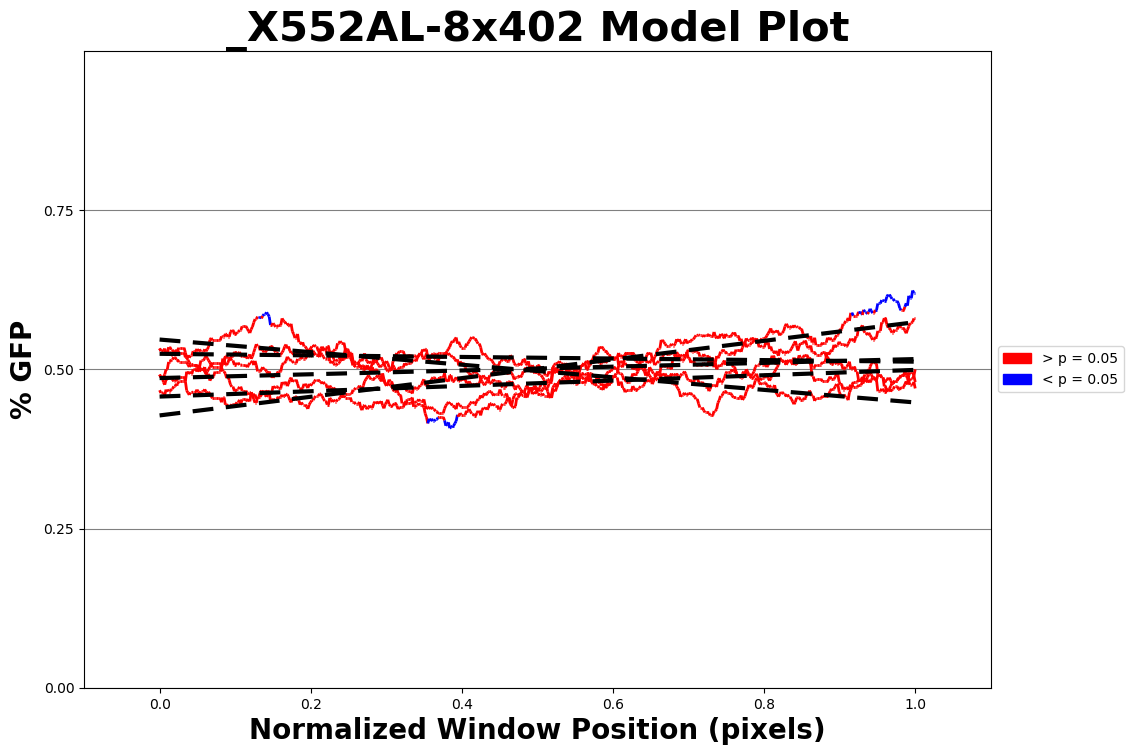 _X552AL-8x402 Model Plot
% GFP
0.75
0.50
0.25
0.00
0.0 0.2 0.4 0.6 0.8 1.0
Normalized Window Position (pixels)
> p = 0.05
< p = 0.05